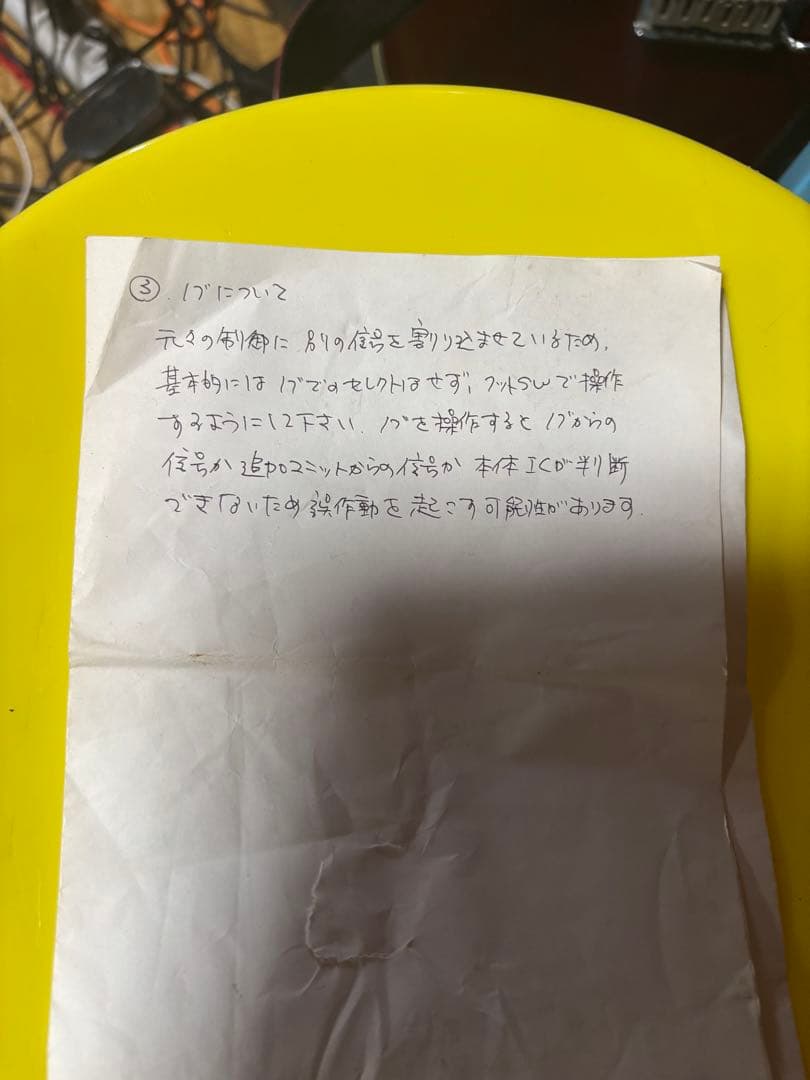 ③. ノブについて
元々の制御に別の信号を割り込ませているため、
基本的にはノブでのセレクトはせず、フットSWで操作
するようにして下さい. ノブを操作すると ノブからの
信号か 追加ユニットからの信号か 本体ICが判断
できないため誤作動を起こす可能性があります.